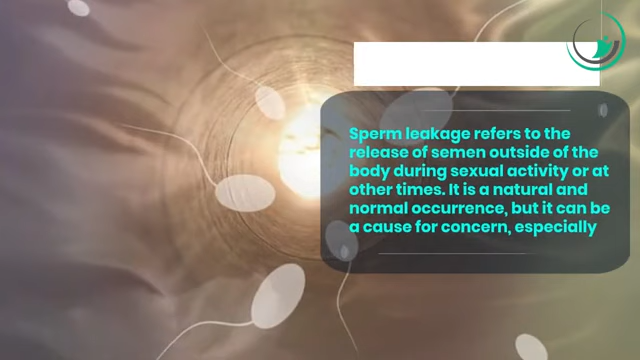 Sperm leakage refers to the
release of semen outside of the
body during sexual activity or at
other times. It is a natural and
normal occurrence, but it can be
a cause for concern, especially